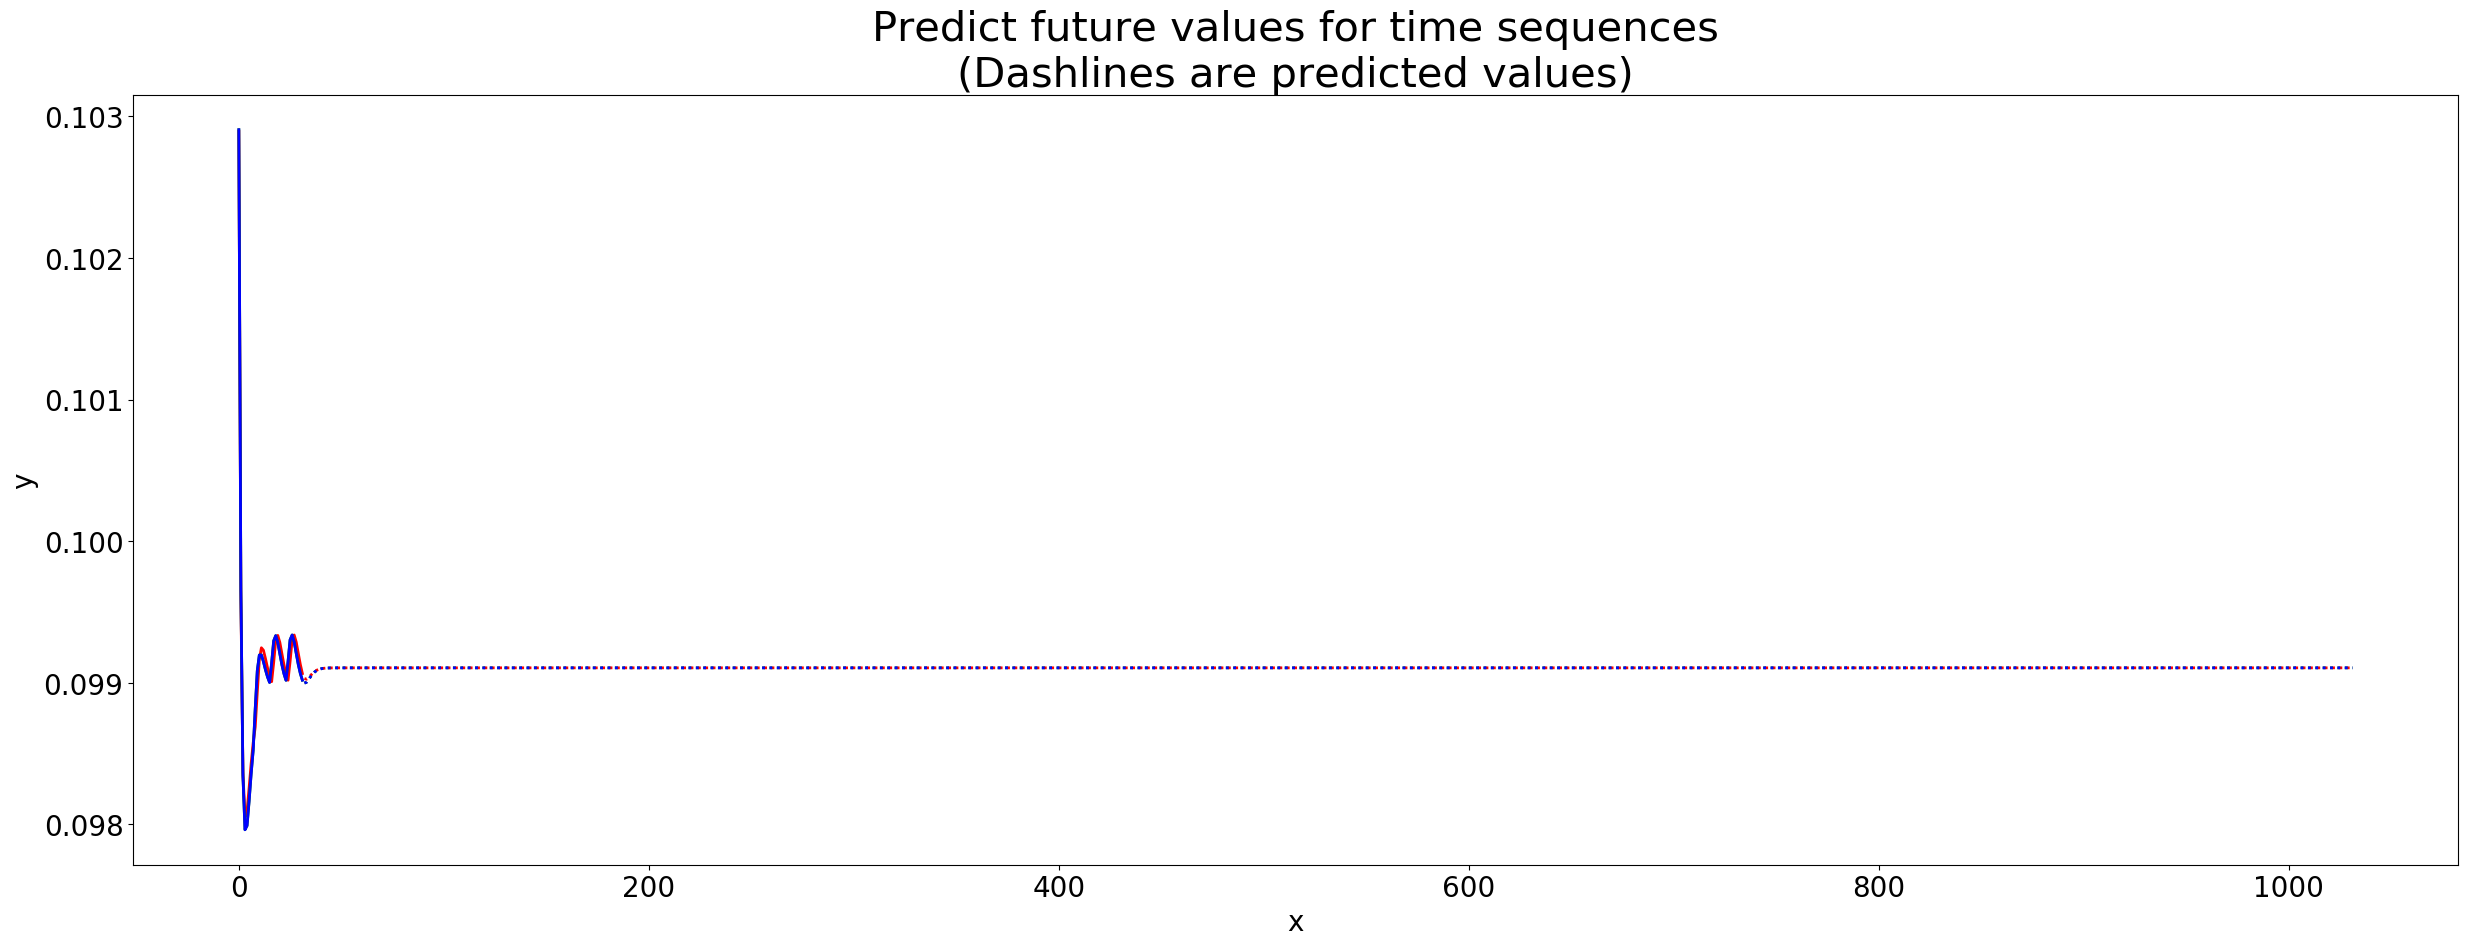 Predict future values for time sequences
(Dashlines are predicted values)
0.103
0.102
0.101
0.100
0.099
0.098
y
0 200 400 600 800 1000
x